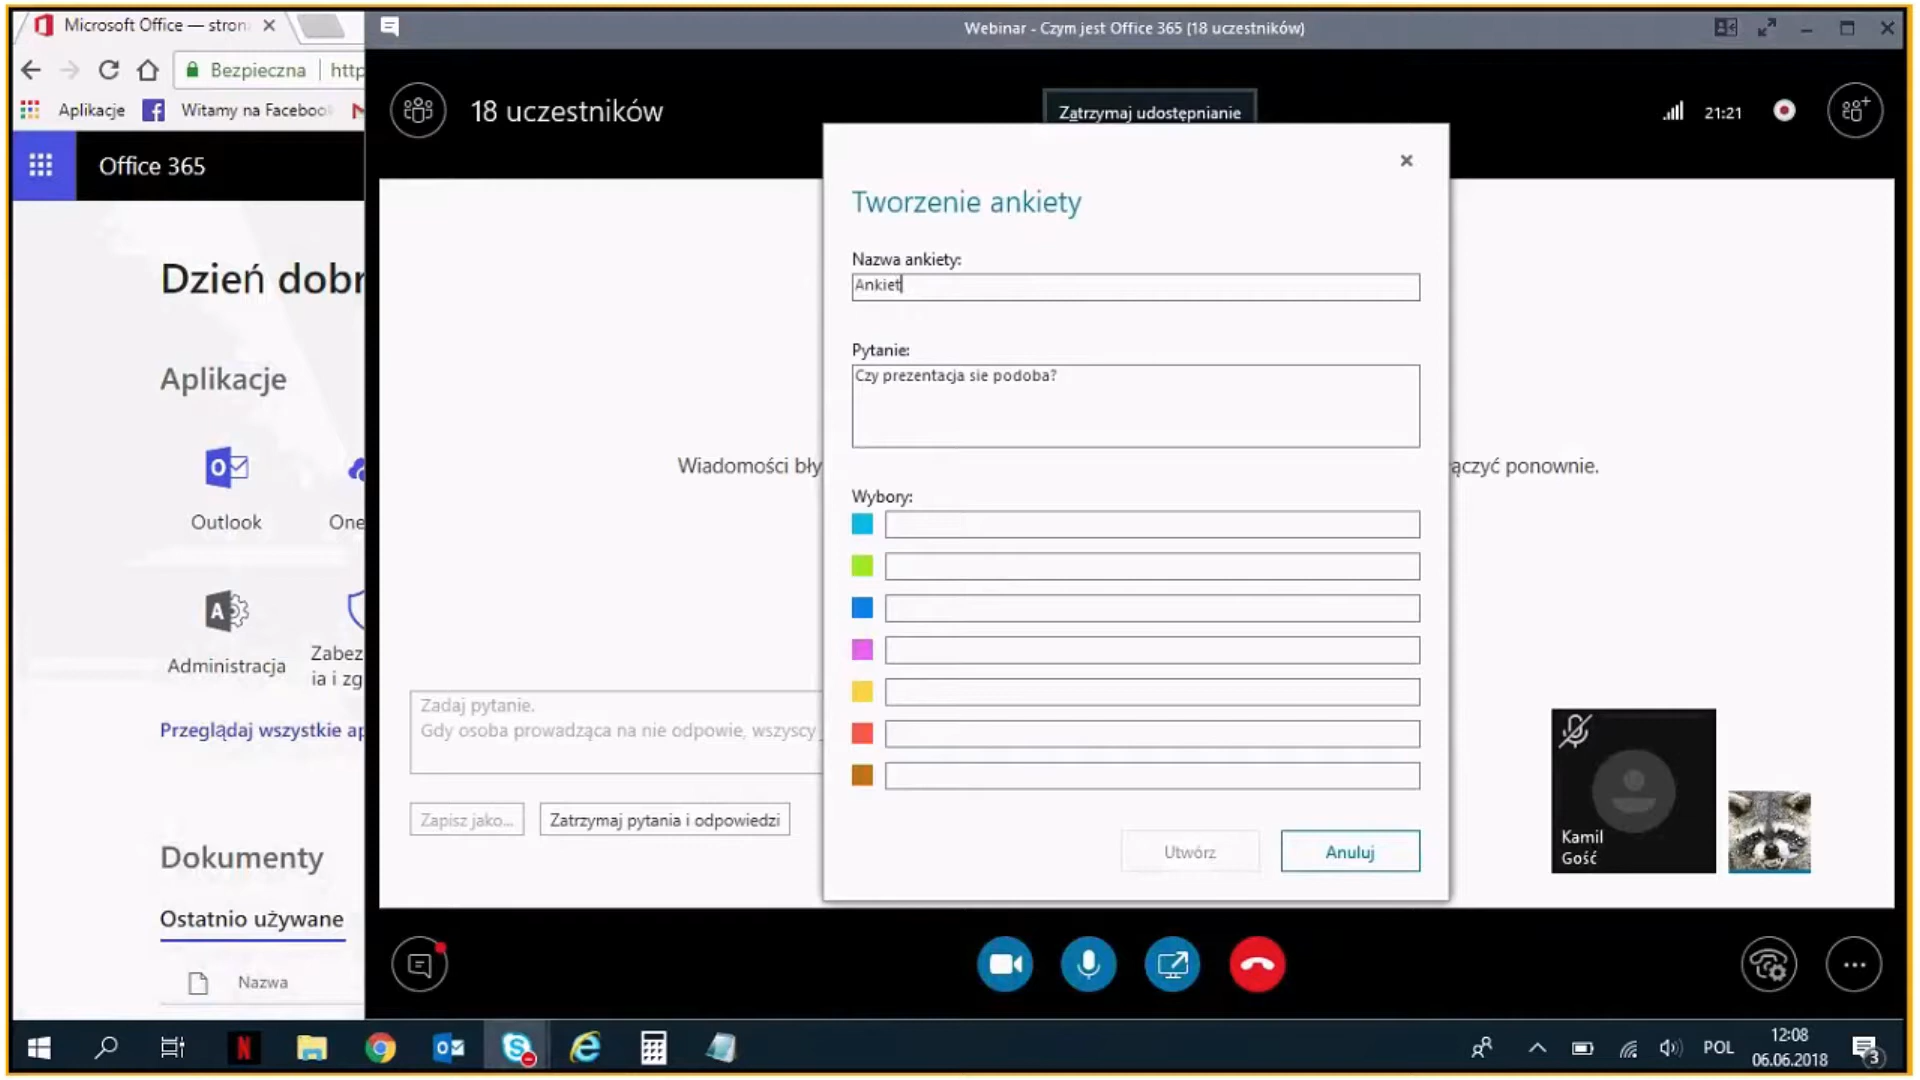 Microsoft Office — stron
Webinar - Czym jest Office 365 (18 uczestników)
Bezpieczna
http
Aplikacje
Witamy na Faceboo
18 uczestników
Zatrzymaj udostępnianie
21:21
Office 365
Tworzenie ankiety
Nazwa ankiety:
Ankiet
Dzień dobr
Pytanie:
Czy prezentacja sie podoba?
Aplikacje
Wiadomości bły
ączyć ponownie.
Wybory:
Outlook
One
Administracja
Zabez
ia i zg
Przeglądaj wszystkie ap
Zadaj pytanie.
Gdy osoba prowadząca na nie odpowie, wszyscy
Zapisz jako...
Zatrzymaj pytania i odpowiedzi
Utwórz
Anuluj
Kamil
Gość
Dokumenty
Ostatnio używane
Nazwa
POL
12:08
06.06.2018
3